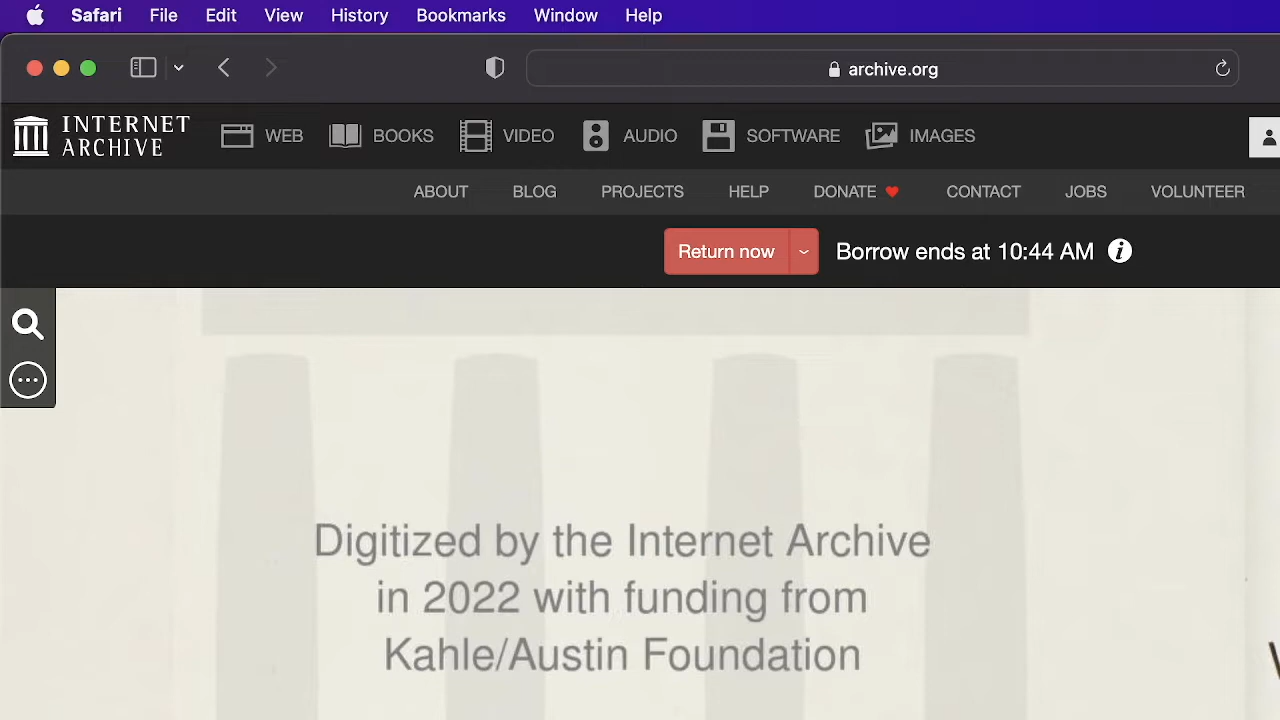 Safari File Edit View History Bookmarks Window Help
archive.org
INTERNET ARCHIVE
WEB BOOKS VIDEO AUDIO SOFTWARE IMAGES
ABOUT BLOG PROJECTS HELP DONATE CONTACT JOBS VOLUNTEER
Return now Borrow ends at 10:44 AM
Digitized by the Internet Archive
in 2022 with funding from
Kahle/Austin Foundation